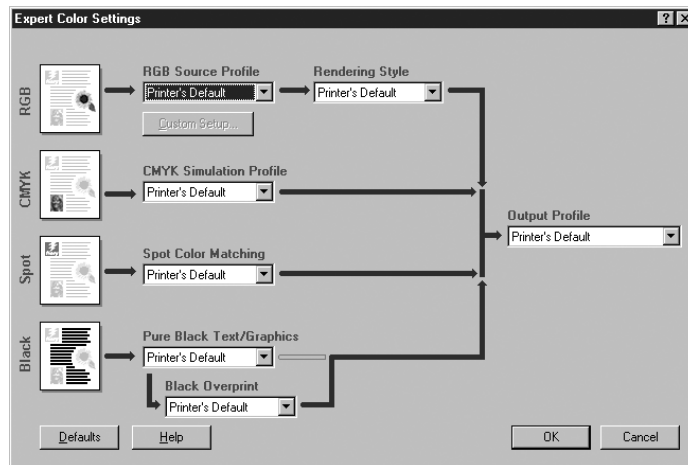 Expert Color Settings
RGB
RGB Source Profile
Rendering Style
Printer's Default
Printer's Default
Custom Setup...
CMYK
CMYK Simulation Profile
Printer's Default
Output Profile
Printer's Default
Spot
Spot Color Matching
Printer's Default
Black
Pure Black Text/Graphics
Printer's Default
Black Overprint
Printer's Default
Defaults
Help
OK
Cancel